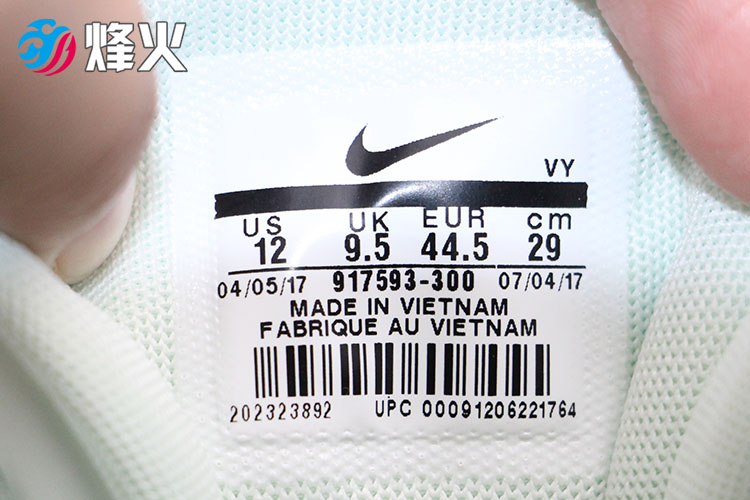 烽火
VY
US UK EUR cm
12 9.5 44.5 29
04/05/17 917593-300 07/04/17
MADE IN VIETNAM
FABRIQUE AU VIETNAM
202323892 UPC 00091206221764